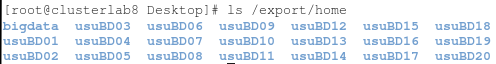 [root@clusterlab8 Desktop]# ls /export/home
bigdata usuBD03 usuBD06 usuBD09 usuBD12 usuBD15 usuBD18
usuBD01 usuBD04 usuBD07 usuBD10 usuBD13 usuBD16 usuBD19
usuBD02 usuBD05 usuBD08 usuBD11 usuBD14 usuBD17 usuBD20